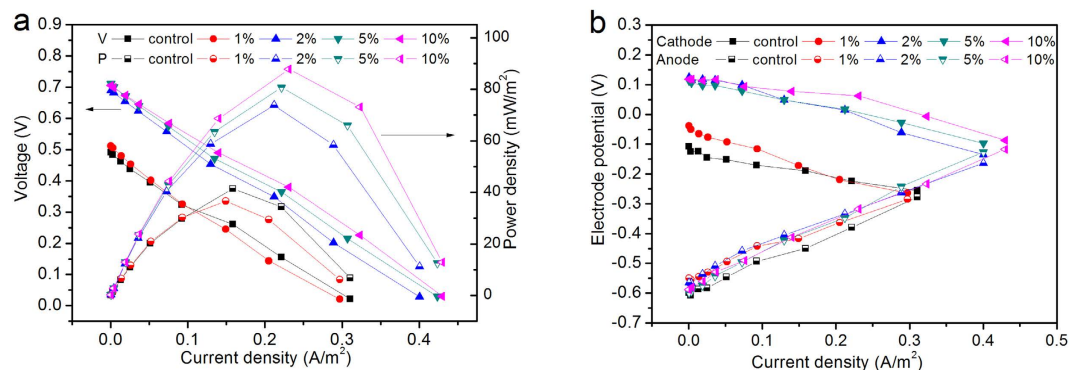 a
V control 1% 2% 5% 10%
P control 1% 2% 5% 10%
0.9
0.8
0.7
0.6
0.5
0.4
0.3
0.2
0.1
0.0
Voltage (V)
100
80
60
40
20
0
Power density (mW/m²)
0.0 0.1 0.2 0.3 0.4
Current density (A/m²)
b
Cathode control 1% 2% 5% 10%
Anode control 1% 2% 5% 10%
0.3
0.2
0.1
0.0
-0.1
-0.2
-0.3
-0.4
-0.5
-0.6
-0.7
Electrode potential (V)
0.0 0.1 0.2 0.3 0.4 0.5
Current density (A/m²)